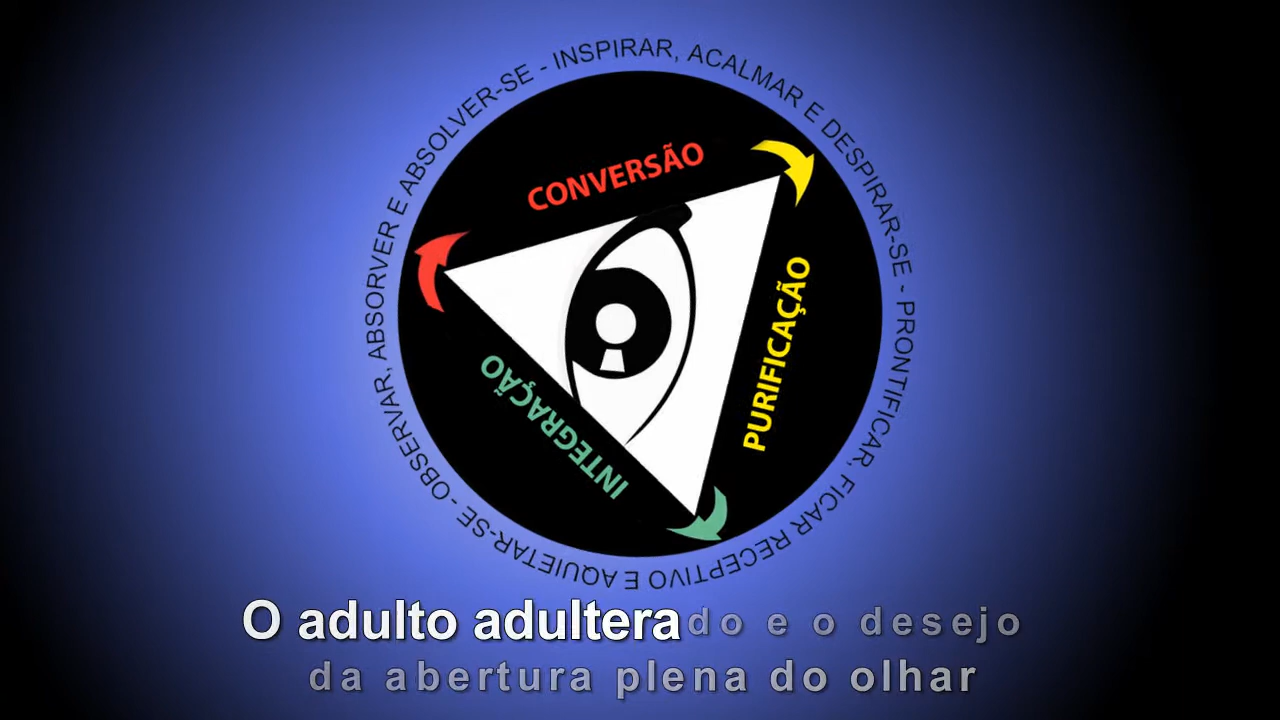 OBSERVAR, ABSORVER E ABSOLVER-SE - INSPIRAR, ACALMAR E DESPIRAR-SE - PRONTIFICAR, FICAR RECEPTIVO E AQUIETAR-SE -
CONVERSÃO
PURIFICAÇÃO
INTEGRAÇÃO
O adulto adulterado e o desejo
da abertura plena do olhar